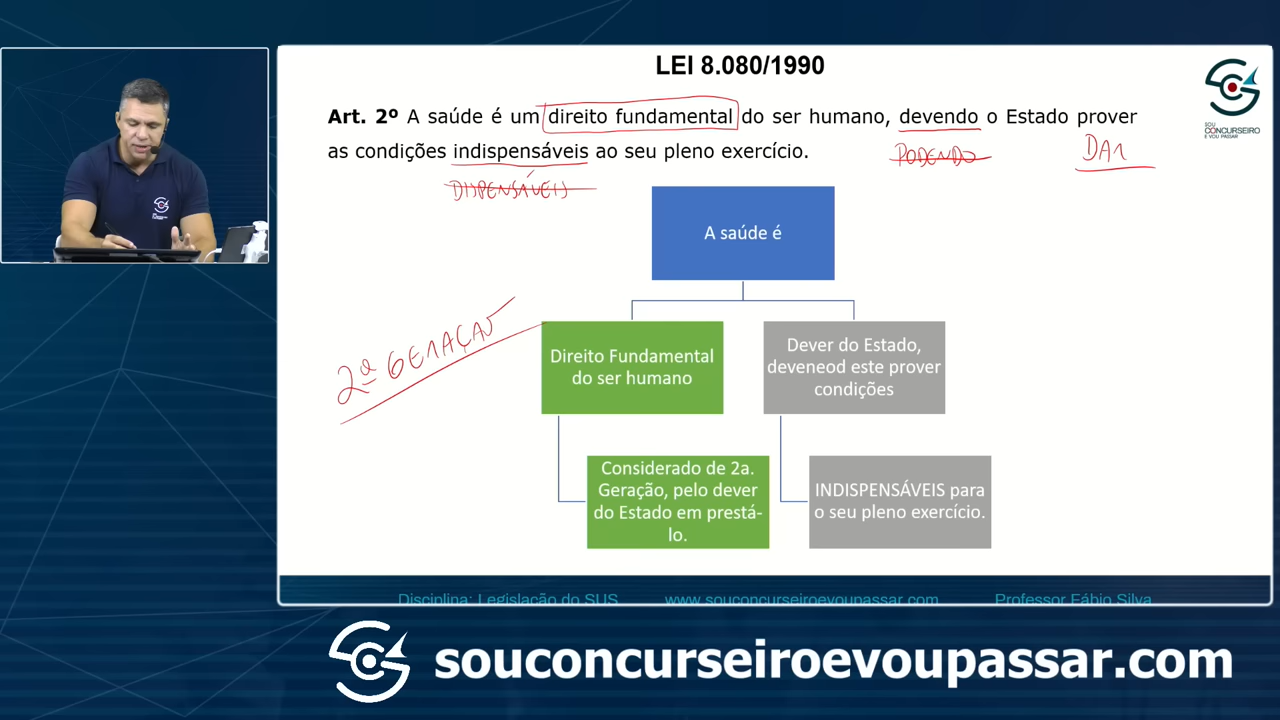 LEI 8.080/1990
SOU
CONCURSEIRO
E VOU PASSAR
Art. 2º A saúde é um direito fundamental do ser humano, devendo o Estado prover
as condições indispensáveis ao seu pleno exercício.
PODENDO
DAR
DISPENSÁVEIS
A saúde é
2ª GERAÇÃO
Direito Fundamental
do ser humano
Dever do Estado,
deveneod este prover
condições
Considerado de 2a.
Geração, pelo dever
do Estado em prestá-
lo.
INDISPENSÁVEIS para
o seu pleno exercício.
Disciplina: Legislação do SUS www.souconcurseiroevoupassar.com Professor Fábio Silva
souconcurseiroevoupassar.com